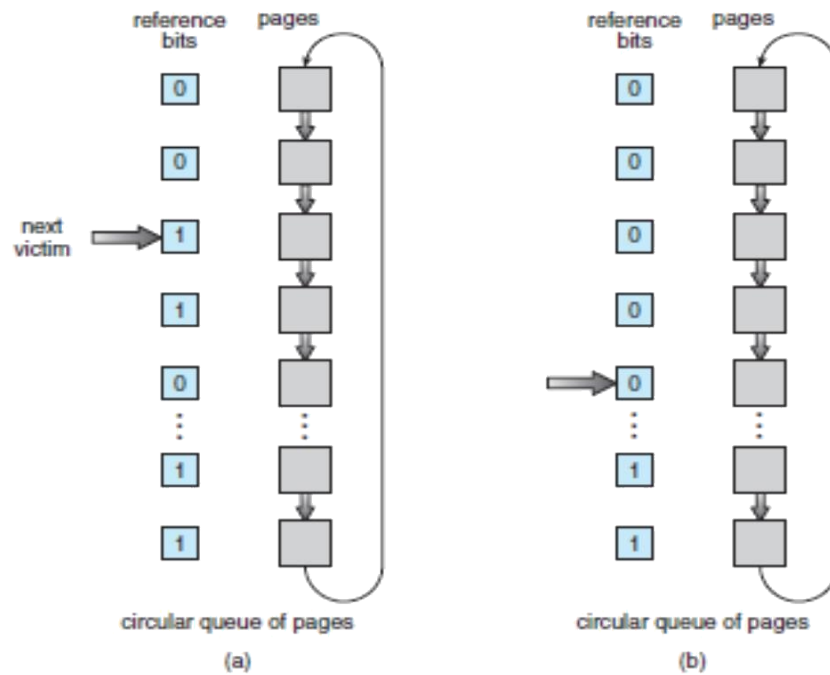 reference
bits
pages
0
0
next
victim
1
1
0
1
1
circular queue of pages
(a)
reference
bits
pages
0
0
0
0
0
1
1
circular queue of pages
(b)